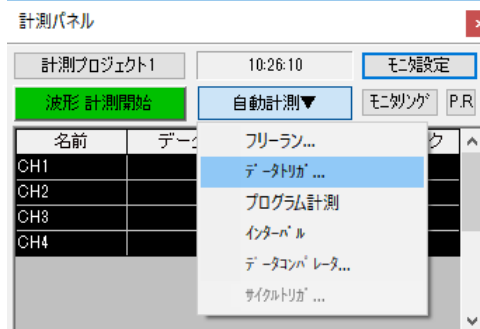 計測パネル
計測プロジェクト1 10:26:10 ﾓﾆﾀ設定
波形 計測開始 自動計測▼ ﾓﾆﾀﾘﾝｸﾞ P.R
名前 データ ク
フリーラン...
CH1
ﾃﾞｰﾀﾄﾘｶﾞ...
CH2
プログラム計測
CH3
ｲﾝﾀｰﾊﾞﾙ
CH4
ﾃﾞｰﾀｺﾝﾊﾟﾚｰﾀ...
ｻｲｸﾙﾄﾘｶﾞ...